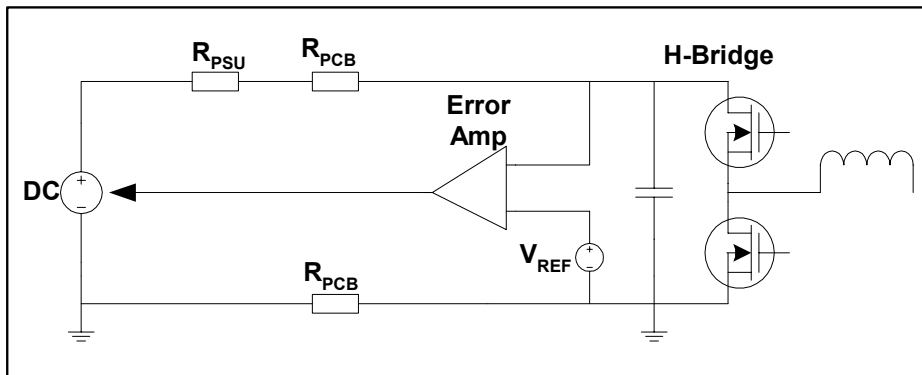 R_PSU
R_PCB
H-Bridge
Error
Amp
+
-
DC
+
-
V_REF
R_PCB